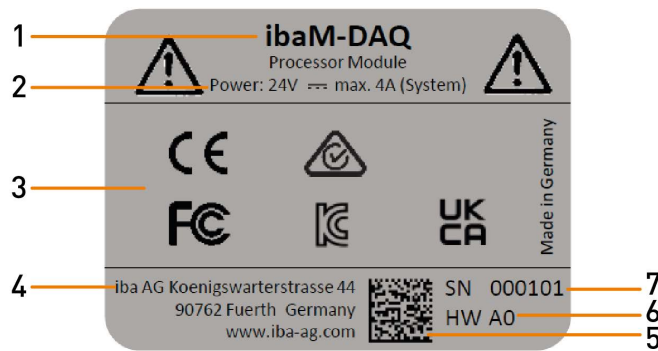 1
ibaM-DAQ
Processor Module
2
Power: 24V ⎓ max. 4A (System)
3
CE
FC
UK
CA
Made in Germany
4
iba AG Koenigswarterstrasse 44
90762 Fuerth Germany
www.iba-ag.com
SN 000101
HW A0
7
6
5